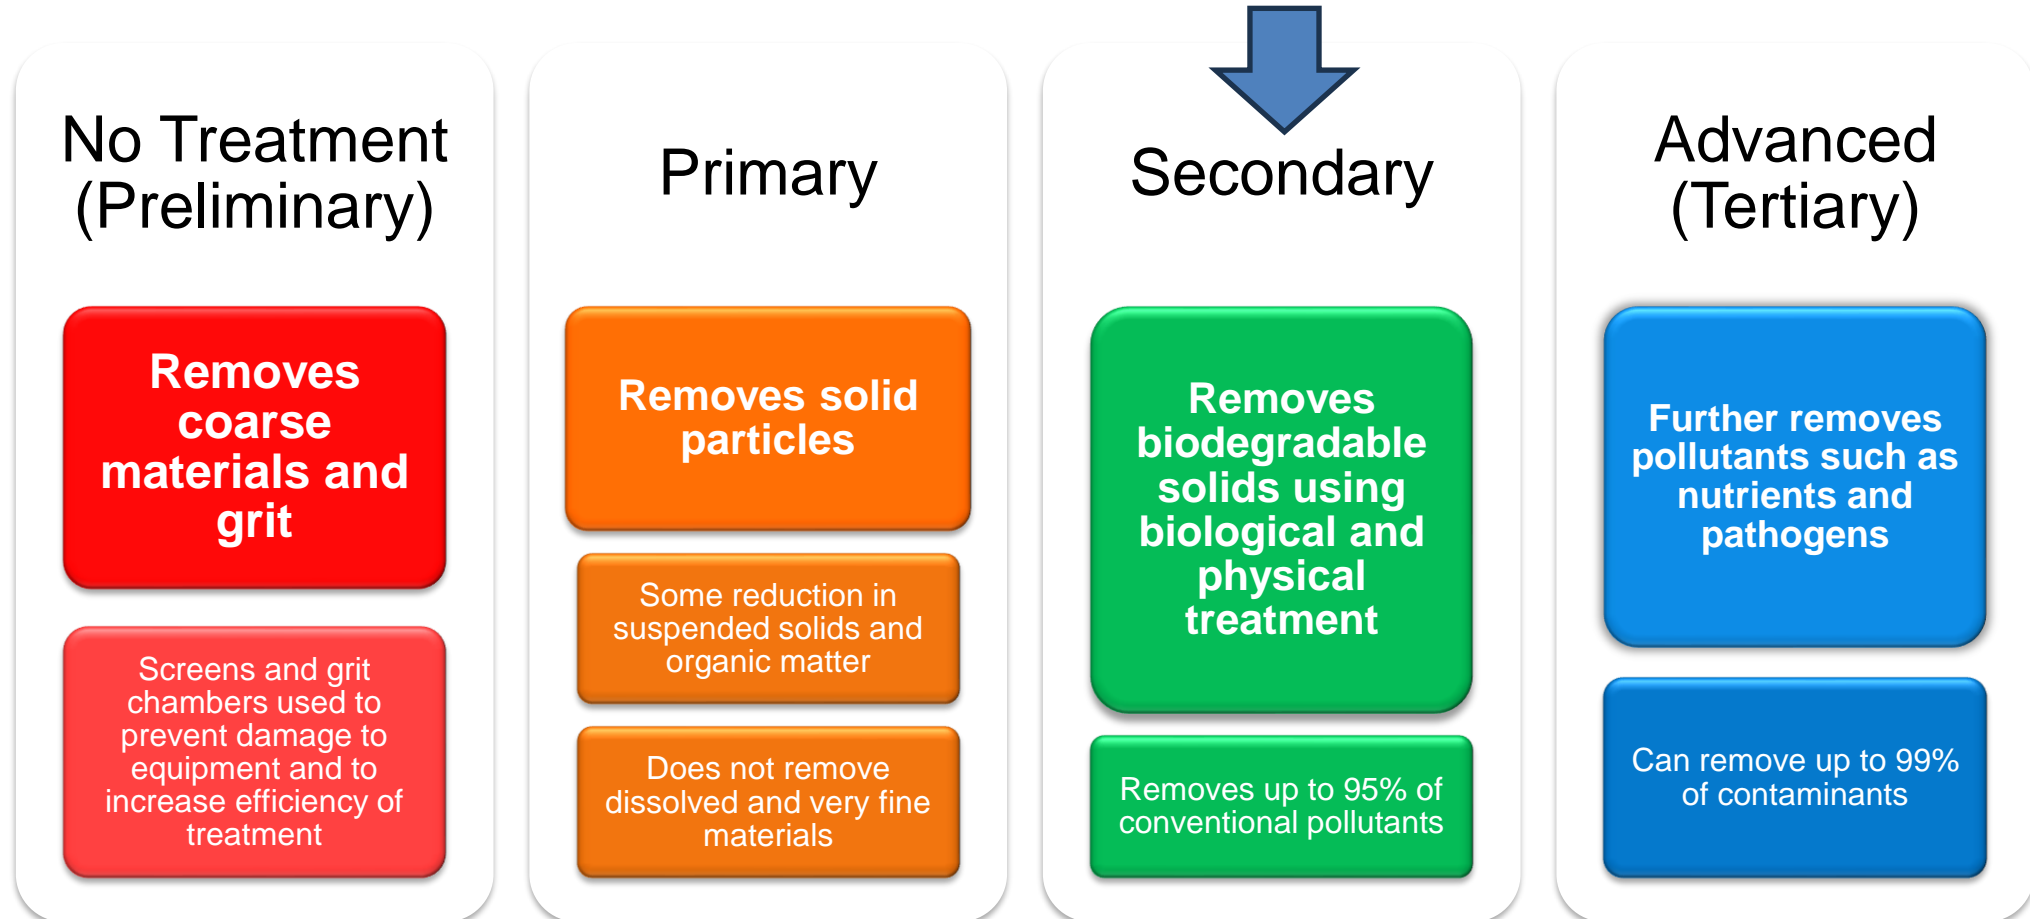 No Treatment
(Preliminary)
Removes
coarse
materials and
grit
Screens and grit
chambers used to
prevent damage to
equipment and to
increase efficiency of
treatment
Primary
Removes solid
particles
Some reduction in
suspended solids and
organic matter
Does not remove
dissolved and very fine
materials
Secondary
Removes
biodegradable
solids using
biological and
physical
treatment
Removes up to 95% of
conventional pollutants
Advanced
(Tertiary)
Further removes
pollutants such as
nutrients and
pathogens
Can remove up to 99%
of contaminants